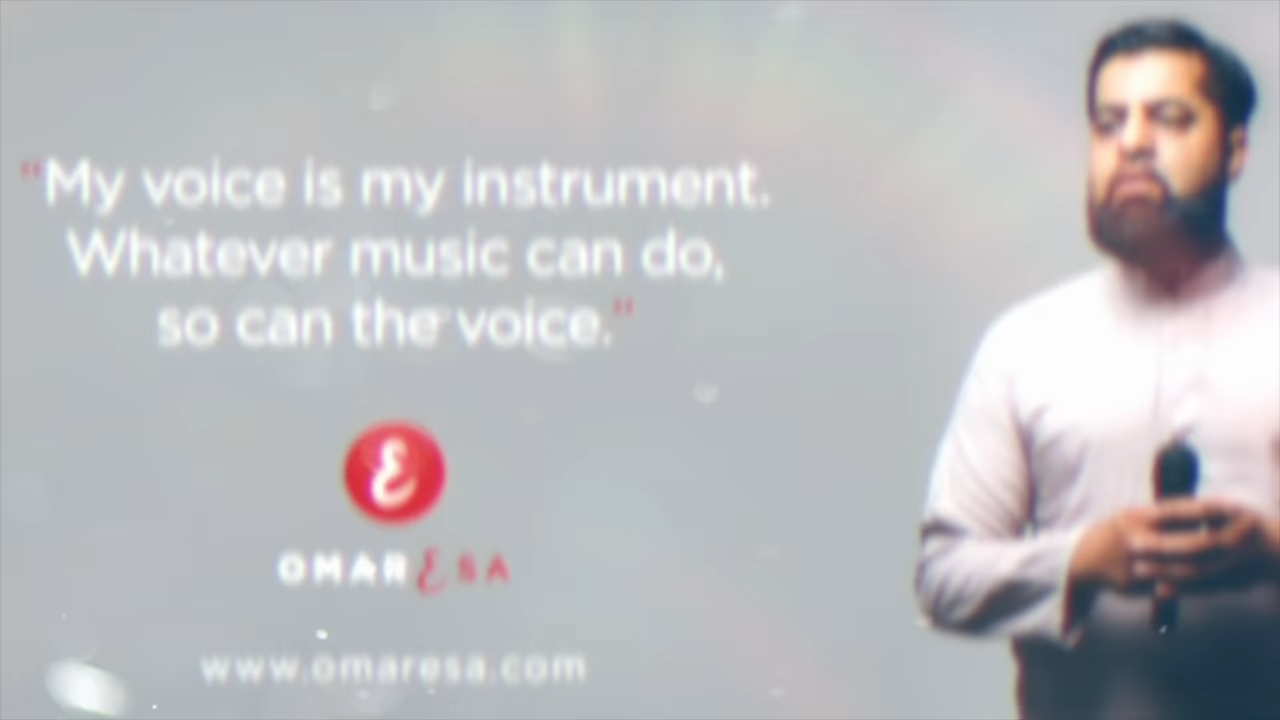 "My voice is my instrument.
Whatever music can do,
so can the voice."
OMAR ESA
www.omaresa.com